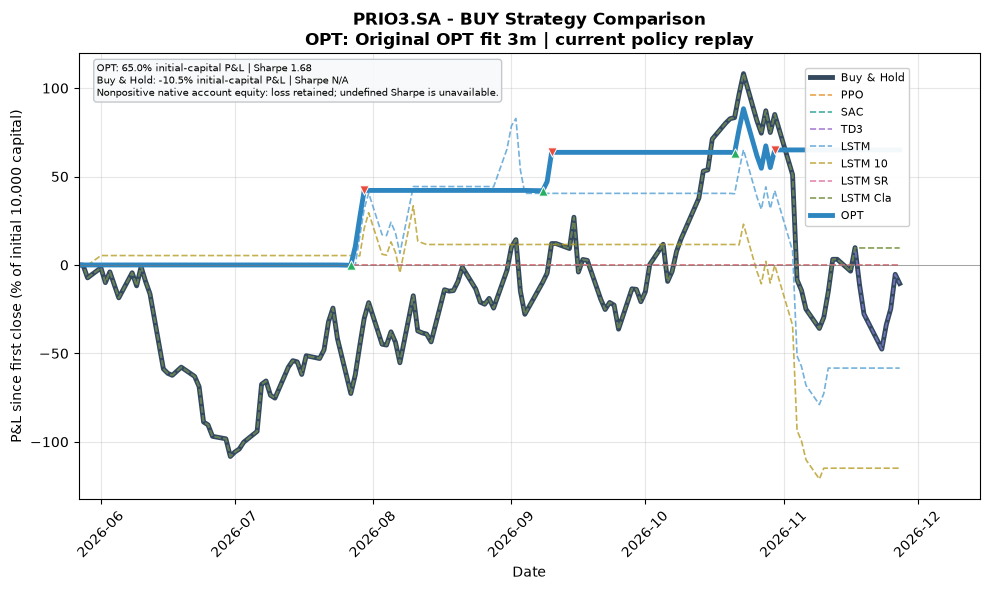 PRIO3.SA - BUY Strategy Comparison
OPT: Original OPT fit 3m | current policy replay
OPT: 65.0% initial-capital P&L | Sharpe 1.68
Buy & Hold: -10.5% initial-capital P&L | Sharpe N/A
Nonpositive native account equity: loss retained; undefined Sharpe is unavailable.
Buy & Hold
PPO
SAC
TD3
LSTM
LSTM 10
LSTM SR
LSTM Cla
OPT
P&L since first close (% of initial 10,000 capital)
100
50
0
−50
−100
2026-06
2026-07
2026-08
2026-09
2026-10
2026-11
2026-12
Date